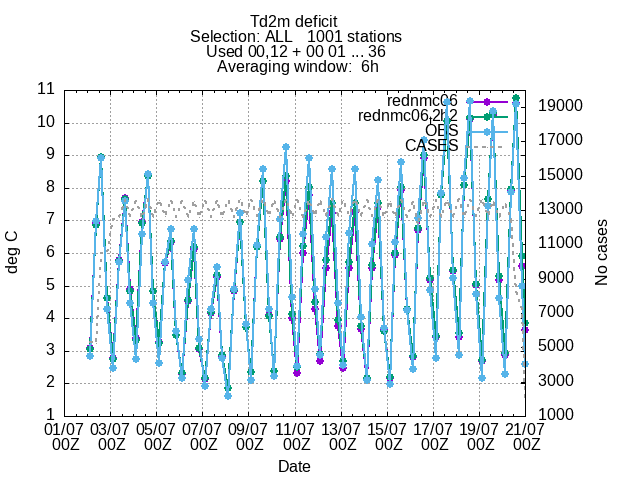 Td2m deficit
Selection: ALL   1001 stations
Used 00,12 + 00 01 ... 36
Averaging window:  6h
rednmc06
rednmc06.2h2
OBS
CASES
deg C
No cases
11
10
9
8
7
6
5
4
3
2
1
19000
17000
15000
13000
11000
9000
7000
5000
3000
1000
01/07 03/07 05/07 07/07 09/07 11/07 13/07 15/07 17/07 19/07 21/07
00Z 00Z 00Z 00Z 00Z 00Z 00Z 00Z 00Z 00Z 00Z
Date